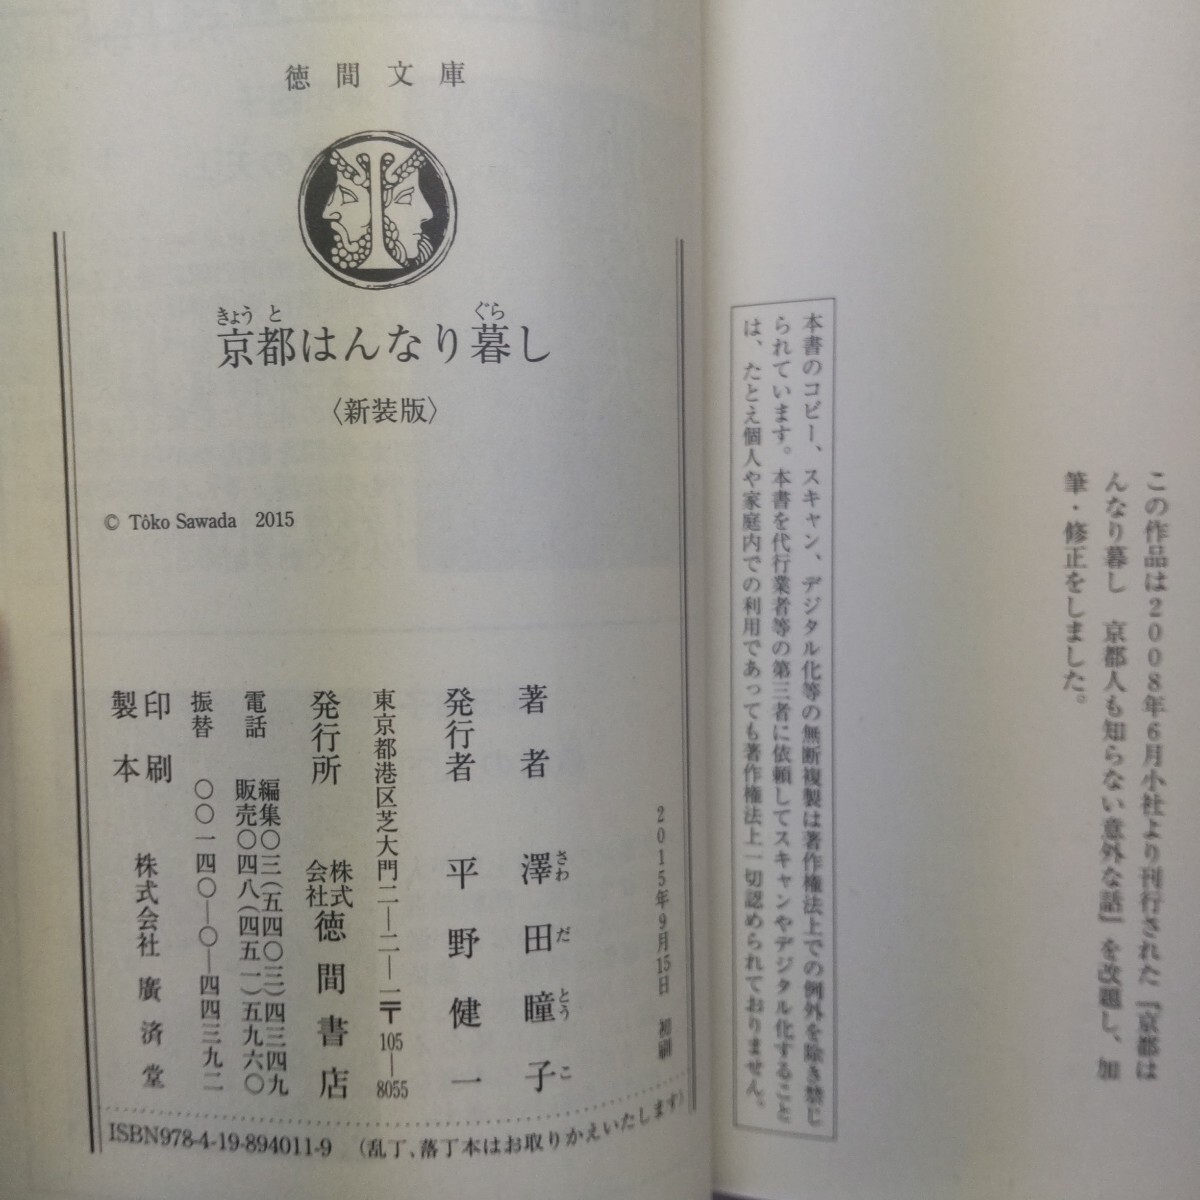 この作品は2008年6月小社より刊行された『京都は
んなり暮し　京都人も知らない意外な話』を改題し、加
筆・修正をしました。
本書のコピー、スキャン、デジタル化等の無断複製は著作権法上での例外を除き禁じ
られています。本書を代行業者等の第三者に依頼してスキャンやデジタル化すること
は、たとえ個人や家庭内での利用であっても著作権法上一切認められておりません。
徳間文庫
きょう と ぐら
京都はんなり暮し
〈新装版〉
© Tôko Sawada 2015
2015年9月15日 初刷
著者 澤田瞳子
さわ だ とう こ
発行者 平野健一
東京都港区芝大門二―二―一〒105―8055
発行所 株式会社徳間書店
電話 編集〇三(五四〇三)四三四九
販売〇四八(四五一)五九六〇
振替 〇〇一四〇―〇―四四三九二
印刷
製本 株式会社廣済堂
ISBN978-4-19-894011-9 (乱丁、落丁本はお取りかえいたします)